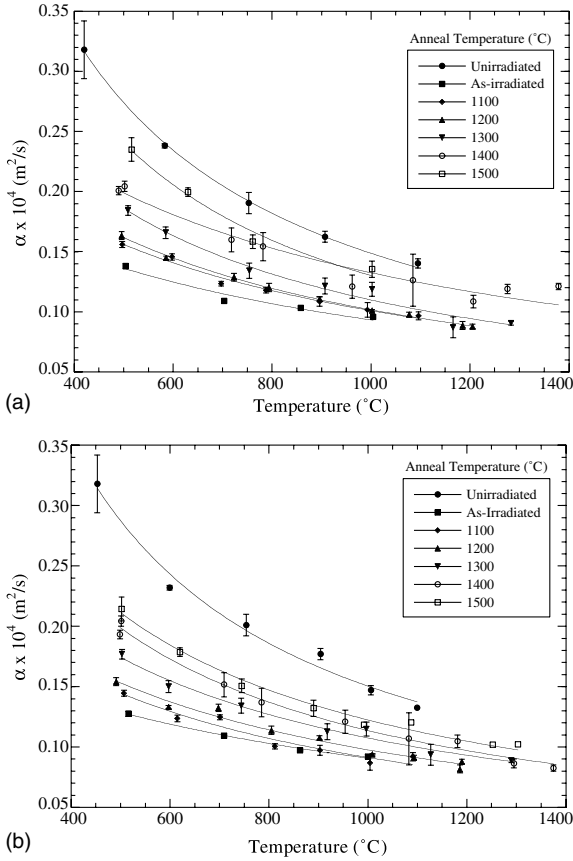 0.35
0.30
0.25
0.20
0.15
0.10
0.05
α x 10⁴ (m²/s)
Anneal Temperature (˚C)
Unirradiated
As-irradiated
1100
1200
1300
1400
1500
400 600 800 1000 1200 1400
Temperature (˚C)
(a)
0.35
0.30
0.25
0.20
0.15
0.10
0.05
α x 10⁴ (m²/s)
Anneal Temperature (˚C)
Unirradiated
As-Irradiated
1100
1200
1300
1400
1500
400 600 800 1000 1200 1400
Temperature (˚C)
(b)